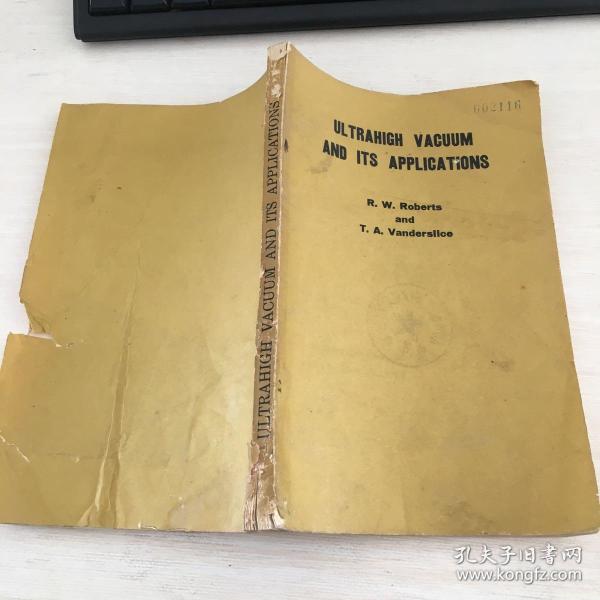 602116
ULTRAHIGH VACUUM
AND ITS APPLICATIONS
R. W. Roberts
and
T. A. Vanderslice
ULTRAHIGH VACUUM AND ITS APPLICATIONS
孔夫子旧书网
www.kongfz.com